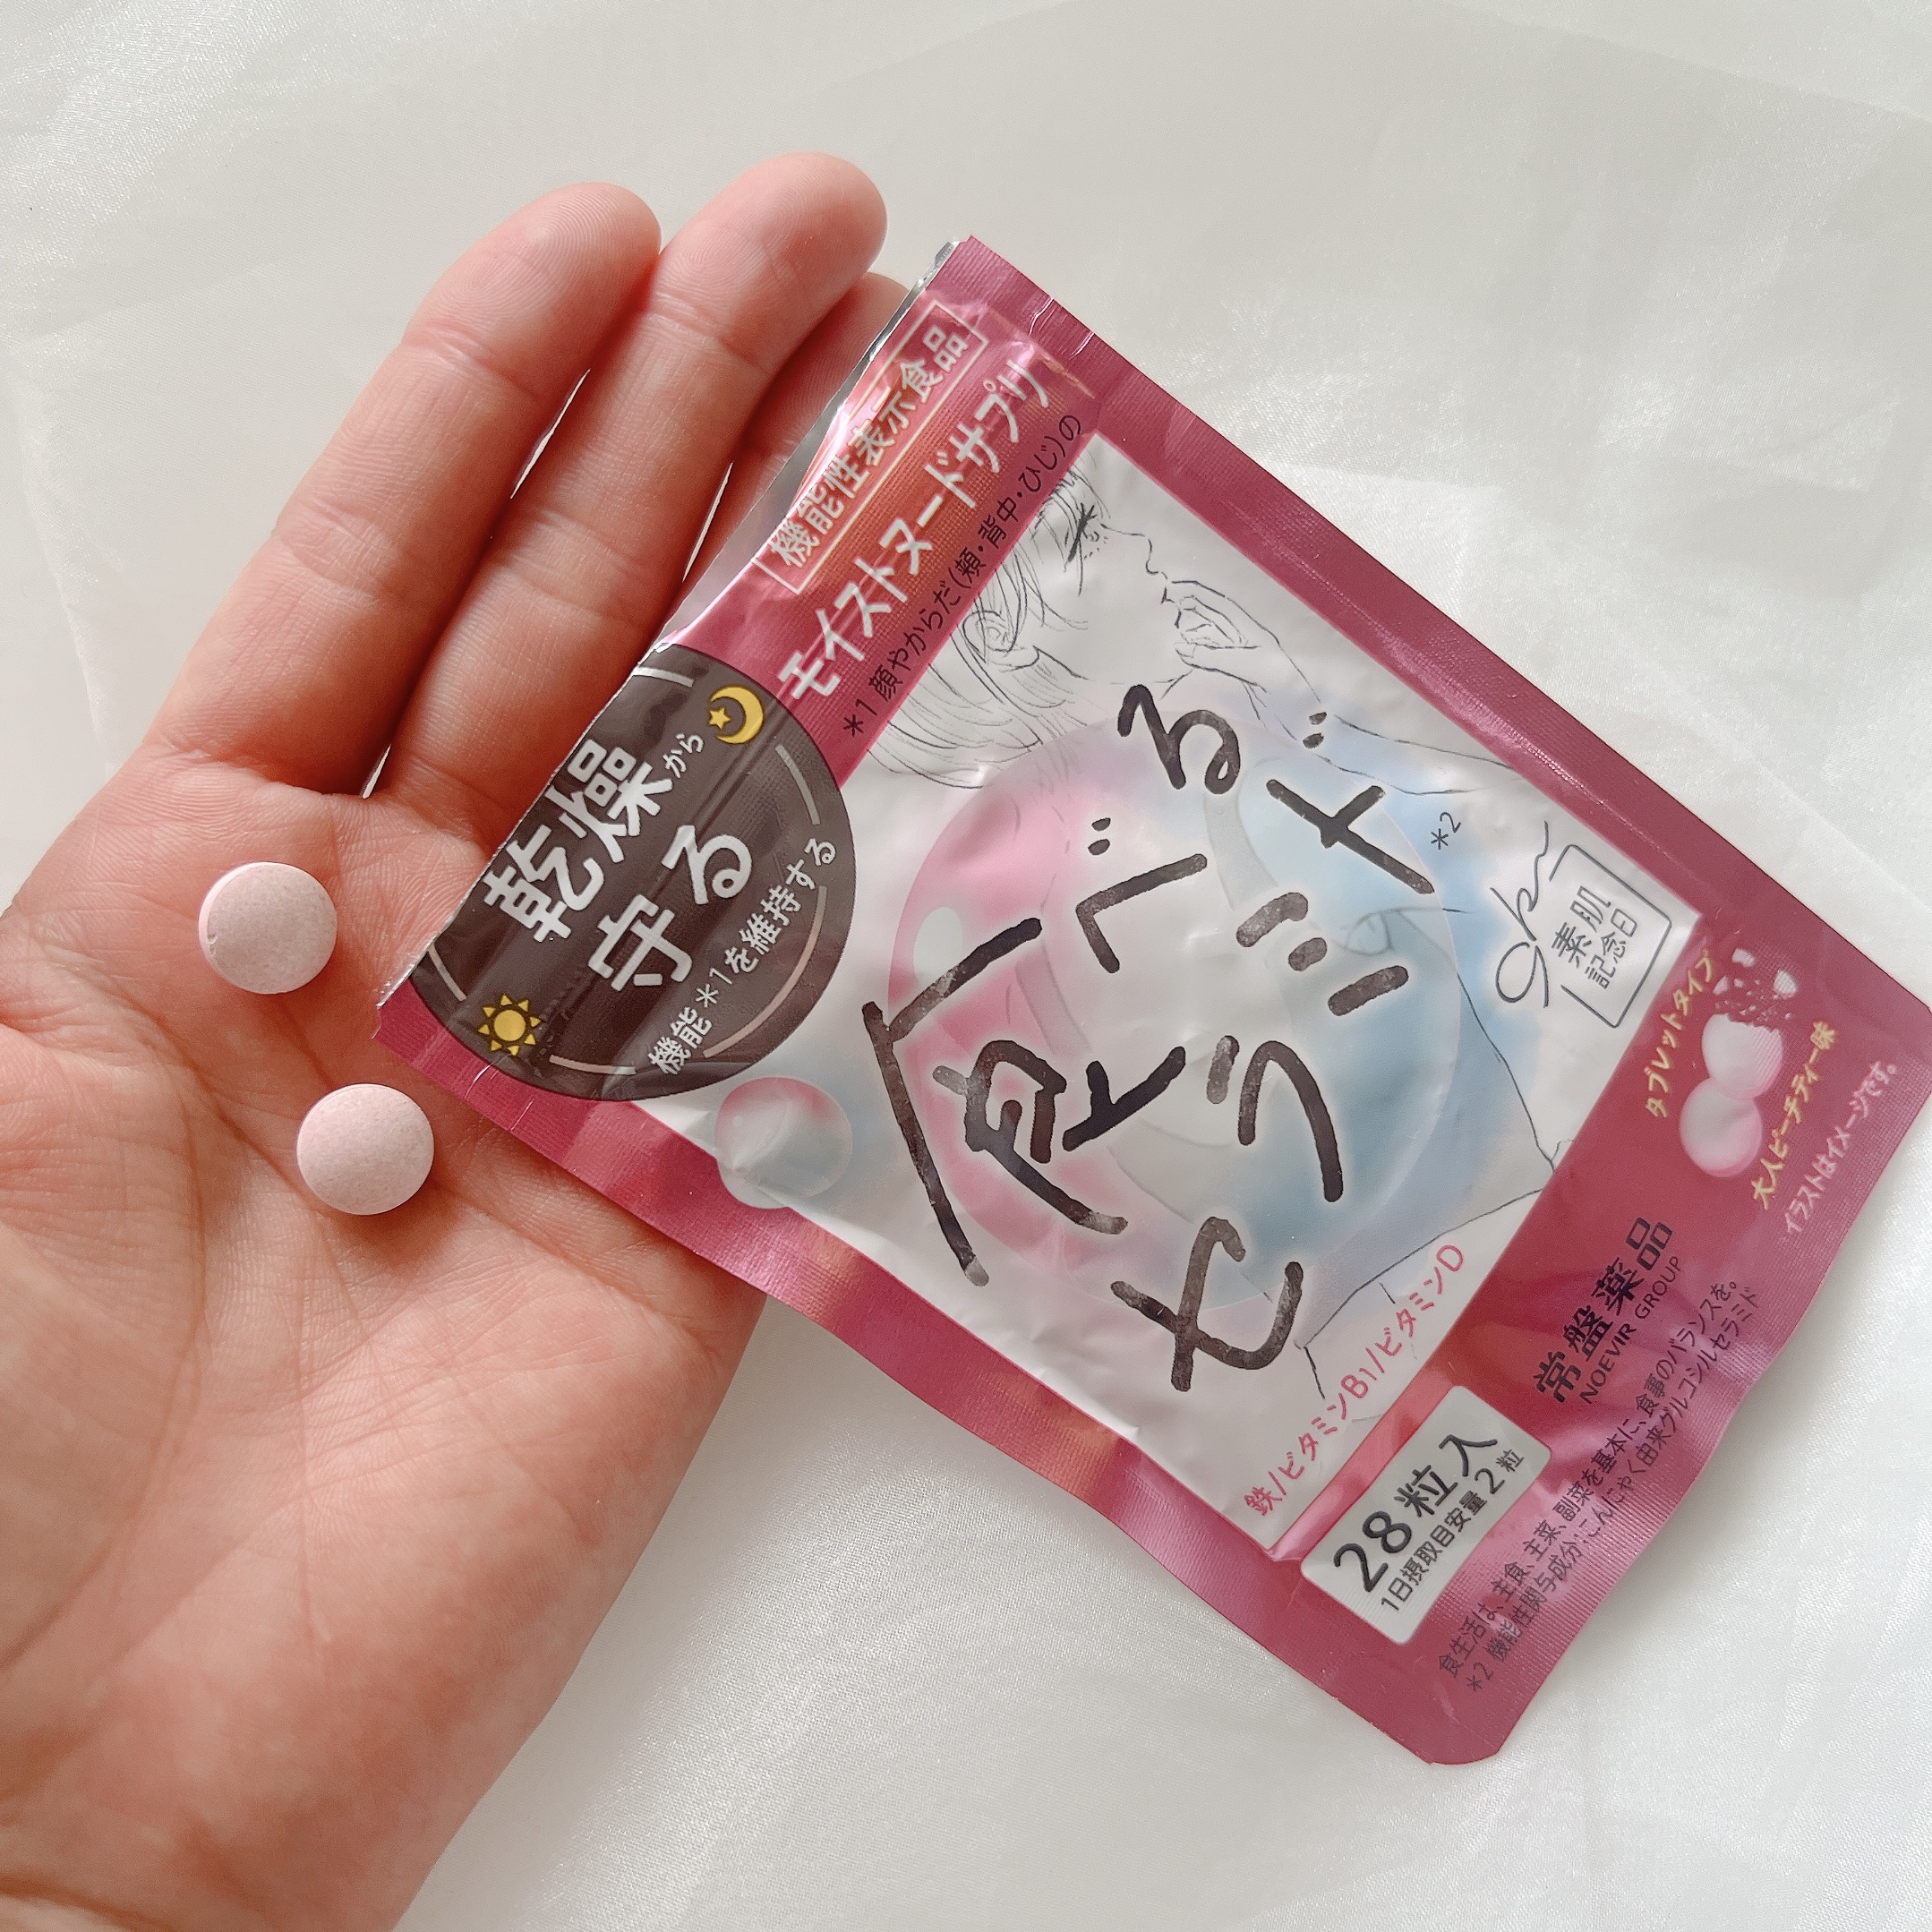 機能性表示食品
モイストヌードサプリ
*1 顔やからだ(頬・背中・ひじ)の
乾燥から
守る
機能*1を維持する
食べる
セラミド
*2
素肌
記念日
タブレットタイプ
大人ピーチティー味
イラストはイメージです。
鉄/ビタミンB1/ビタミンD
28粒入
1日摂取目安量2粒
常盤薬品
NOEVIR GROUP
食生活は、主食、主菜、副菜を基本に、食事のバランスを。
*2 機能性関与成分:こんにゃく由来グルコシルセラミド